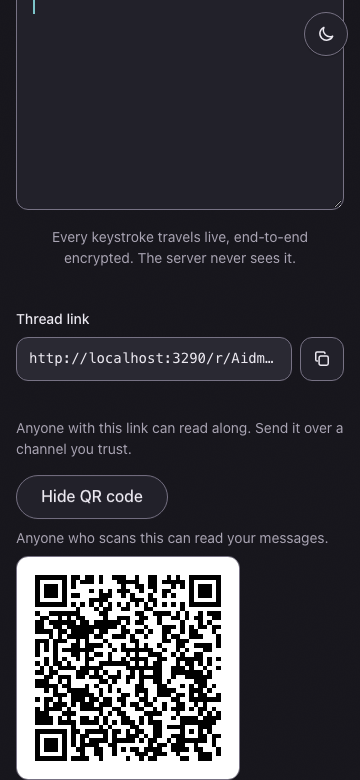 Every keystroke travels live, end-to-end
encrypted. The server never sees it.
Thread link
http://localhost:3290/r/Aidm…
Anyone with this link can read along. Send it over a
channel you trust.
Hide QR code
Anyone who scans this can read your messages.